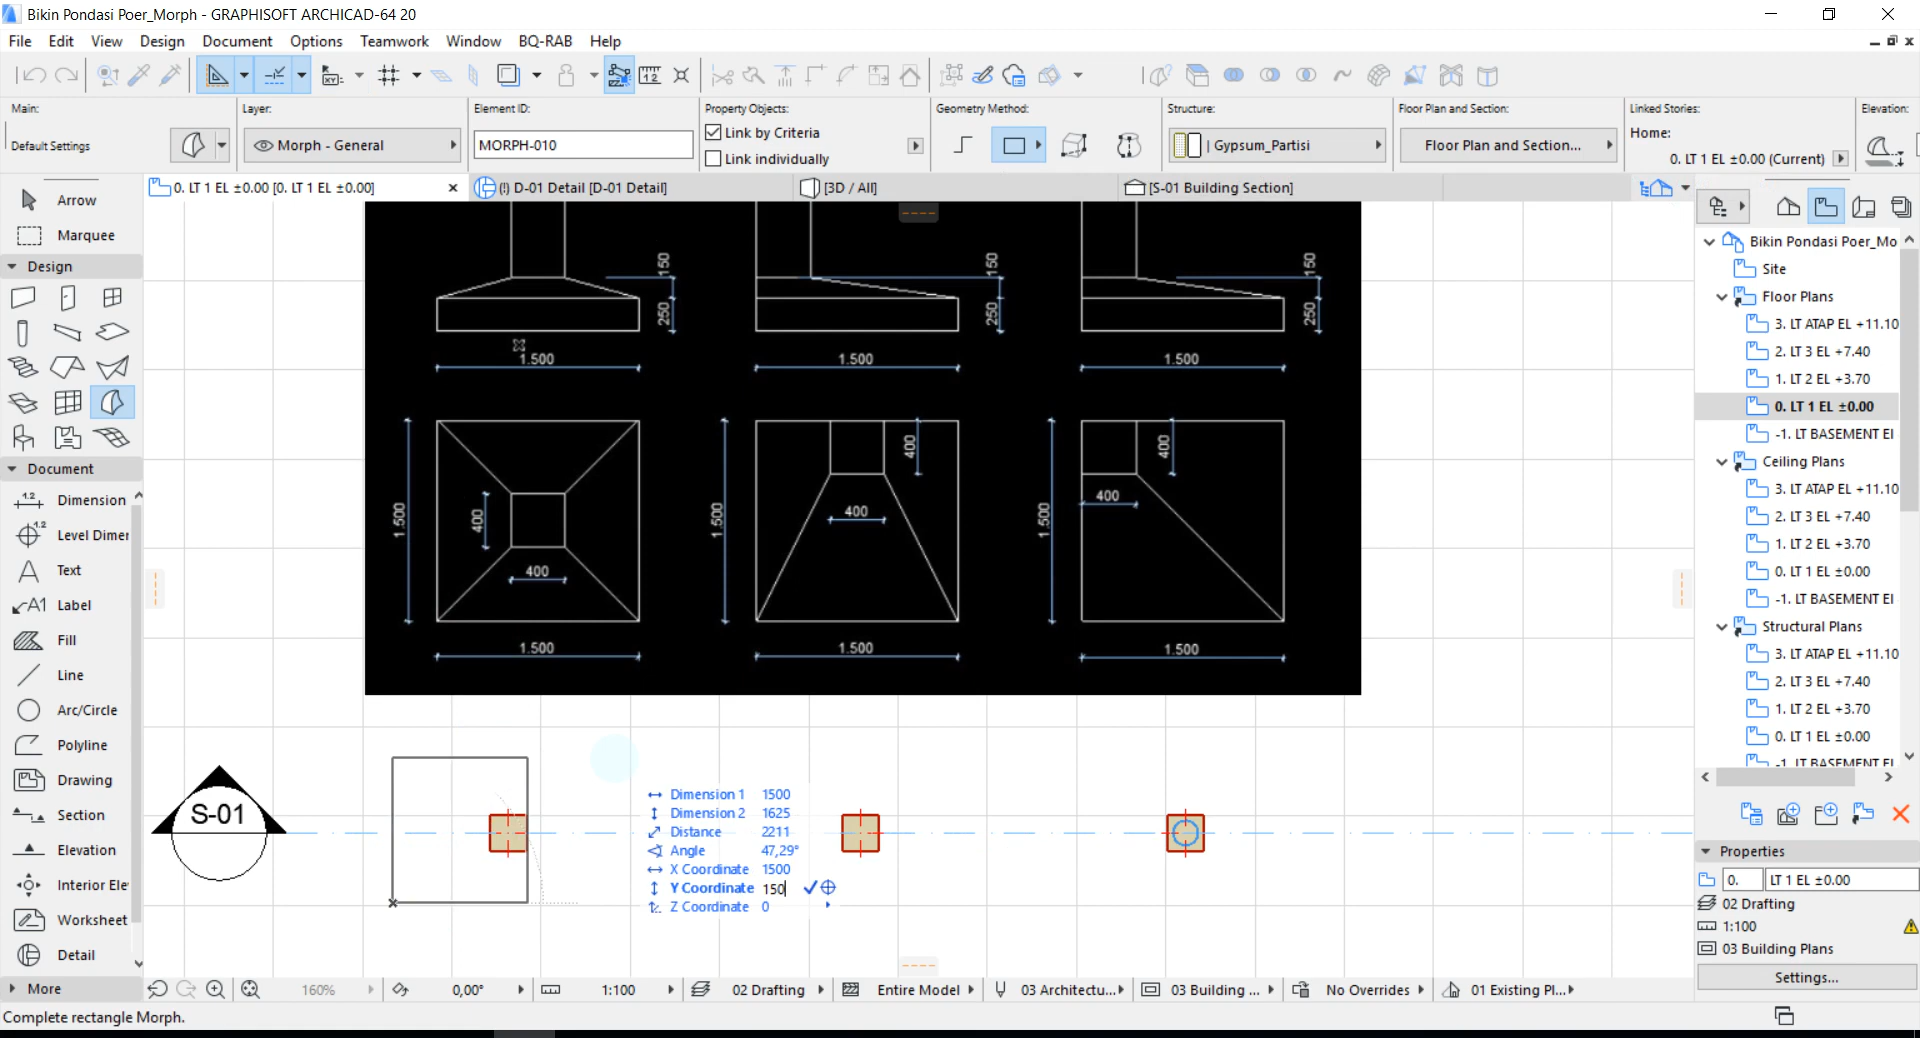 Bikin Pondasi Poer_Morph - GRAPHISOFT ARCHICAD-64 20
File Edit View Design Document Options Teamwork Window BQ-RAB Help
Main:
Default Settings
Layer:
Morph - General
Element ID:
MORPH-010
Property Objects:
Link by Criteria
Link individually
Geometry Method:
Structure:
| Gypsum_Partisi
Floor Plan and Section:
Floor Plan and Section...
Linked Stories:
Home:
0. LT 1 EL ±0.00 (Current)
Elevation:
0. LT 1 EL ±0.00 [0. LT 1 EL ±0.00]
(!) D-01 Detail [D-01 Detail]
[3D / All]
[S-01 Building Section]
Arrow
Marquee
Design
Document
1.2 Dimension
1.2 Level Dimer
Text
A1 Label
Fill
Line
Arc/Circle
Polyline
Drawing
Section
Elevation
Interior Ele
Worksheet
Detail
More
150
250
1.500
150
250
1.500
150
250
1.500
1.500
400
400
1.500
1.500
400
400
1.500
1.500
400
400
1.500
S-01
Dimension 1 1500
Dimension 2 1625
Distance 2211
Angle 47,29°
X Coordinate 1500
Y Coordinate 150
Z Coordinate 0
Bikin Pondasi Poer_Mo
Site
Floor Plans
3. LT ATAP EL +11.10
2. LT 3 EL +7.40
1. LT 2 EL +3.70
0. LT 1 EL ±0.00
-1. LT BASEMENT El
Ceiling Plans
3. LT ATAP EL +11.10
2. LT 3 EL +7.40
1. LT 2 EL +3.70
0. LT 1 EL ±0.00
-1. LT BASEMENT El
Structural Plans
3. LT ATAP EL +11.10
2. LT 3 EL +7.40
1. LT 2 EL +3.70
0. LT 1 EL ±0.00
-1. LT BASEMENT El
Properties
0. LT 1 EL ±0.00
02 Drafting
1:100
03 Building Plans
Settings...
160% 0,00° 1:100 02 Drafting Entire Model 03 Architectu... 03 Building ... No Overrides 01 Existing Pl...
Complete rectangle Morph.